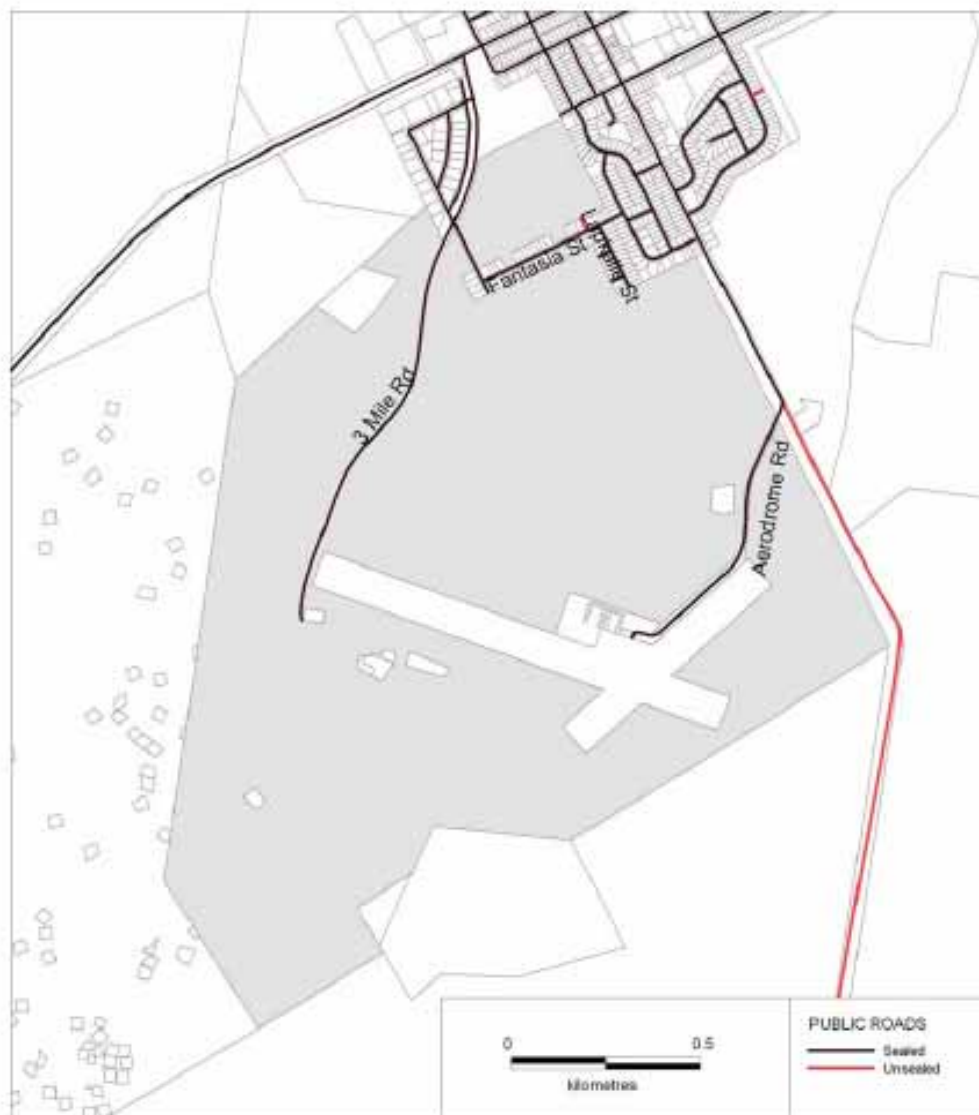 Fantasia St
3 Mile Rd
Aerodrome Rd
0 0.5
kilometres
PUBLIC ROADS
Sealed
Unsealed